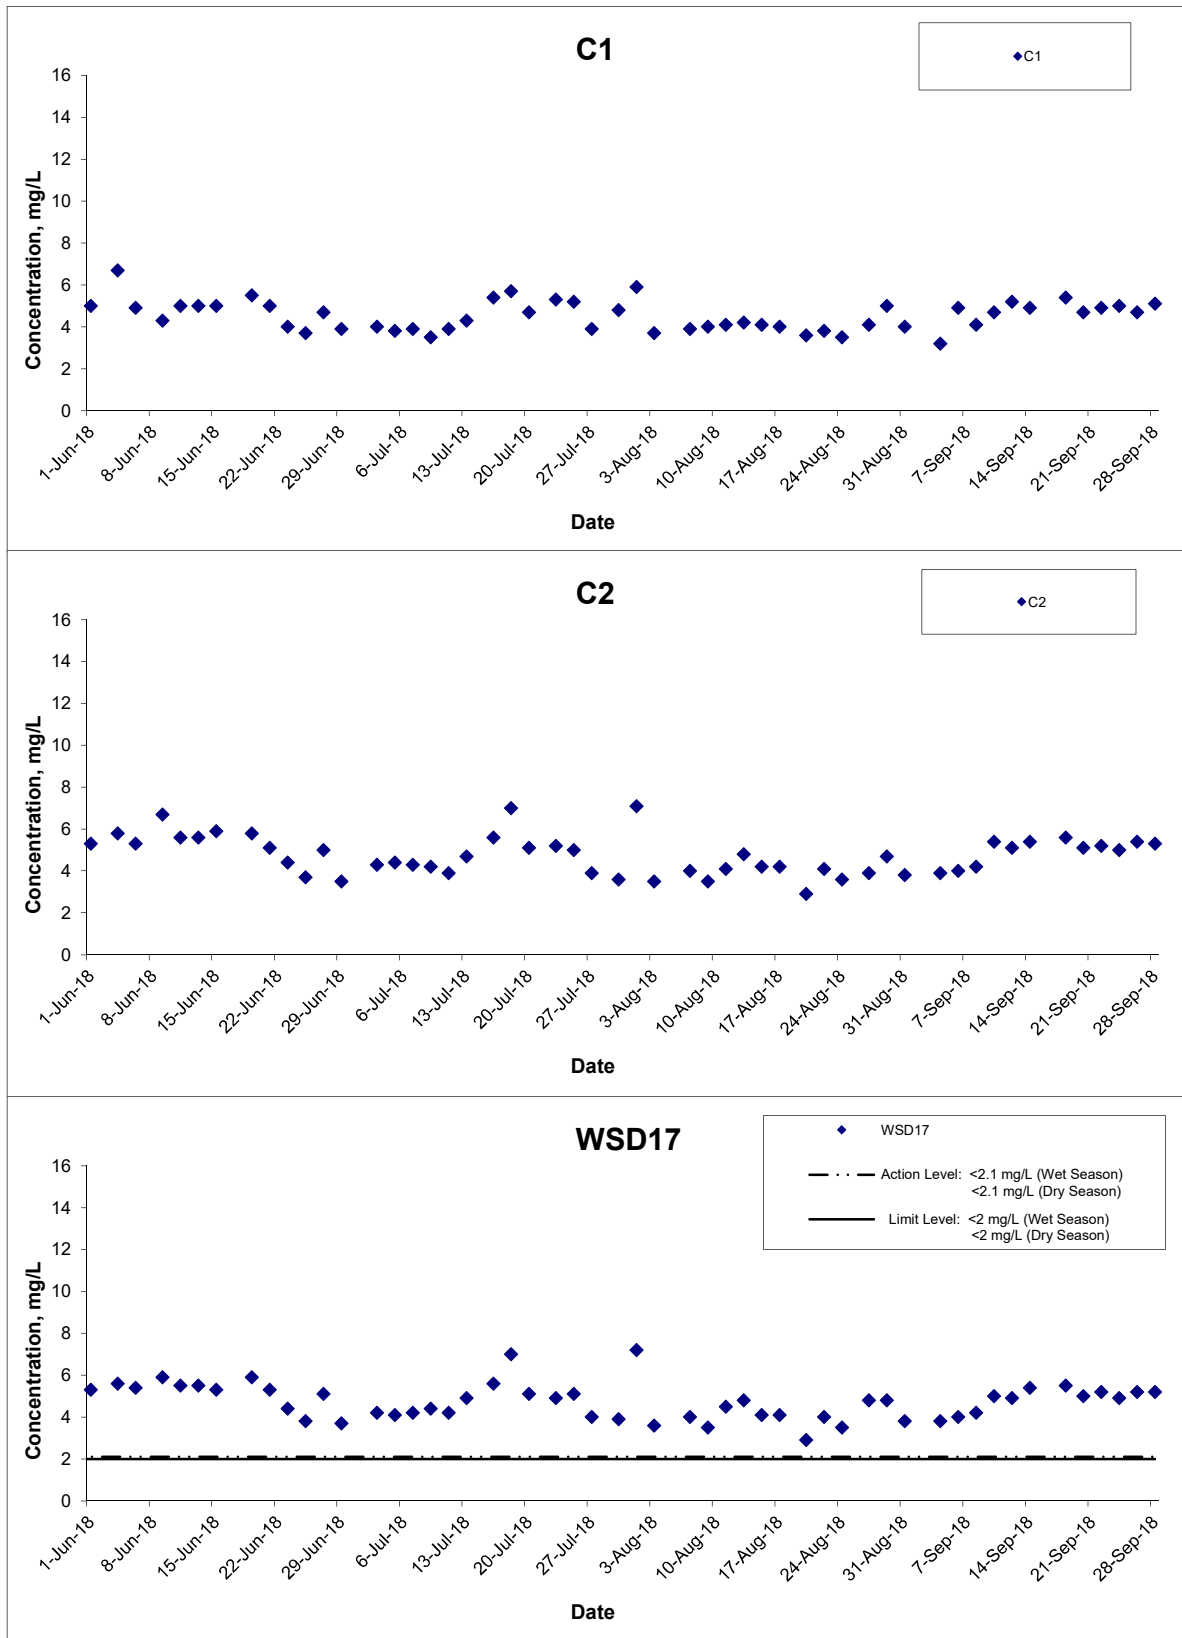 C1
C1
16
14
12
10
8
6
4
2
0
Concentration, mg/L
1-Jun-18
8-Jun-18
15-Jun-18
22-Jun-18
29-Jun-18
6-Jul-18
13-Jul-18
20-Jul-18
27-Jul-18
3-Aug-18
10-Aug-18
17-Aug-18
24-Aug-18
31-Aug-18
7-Sep-18
14-Sep-18
21-Sep-18
28-Sep-18
Date
C2
C2
16
14
12
10
8
6
4
2
0
Concentration, mg/L
1-Jun-18
8-Jun-18
15-Jun-18
22-Jun-18
29-Jun-18
6-Jul-18
13-Jul-18
20-Jul-18
27-Jul-18
3-Aug-18
10-Aug-18
17-Aug-18
24-Aug-18
31-Aug-18
7-Sep-18
14-Sep-18
21-Sep-18
28-Sep-18
Date
WSD17
WSD17
Action Level: <2.1 mg/L (Wet Season)
<2.1 mg/L (Dry Season)
Limit Level: <2 mg/L (Wet Season)
<2 mg/L (Dry Season)
16
14
12
10
8
6
4
2
0
Concentration, mg/L
1-Jun-18
8-Jun-18
15-Jun-18
22-Jun-18
29-Jun-18
6-Jul-18
13-Jul-18
20-Jul-18
27-Jul-18
3-Aug-18
10-Aug-18
17-Aug-18
24-Aug-18
31-Aug-18
7-Sep-18
14-Sep-18
21-Sep-18
28-Sep-18
Date